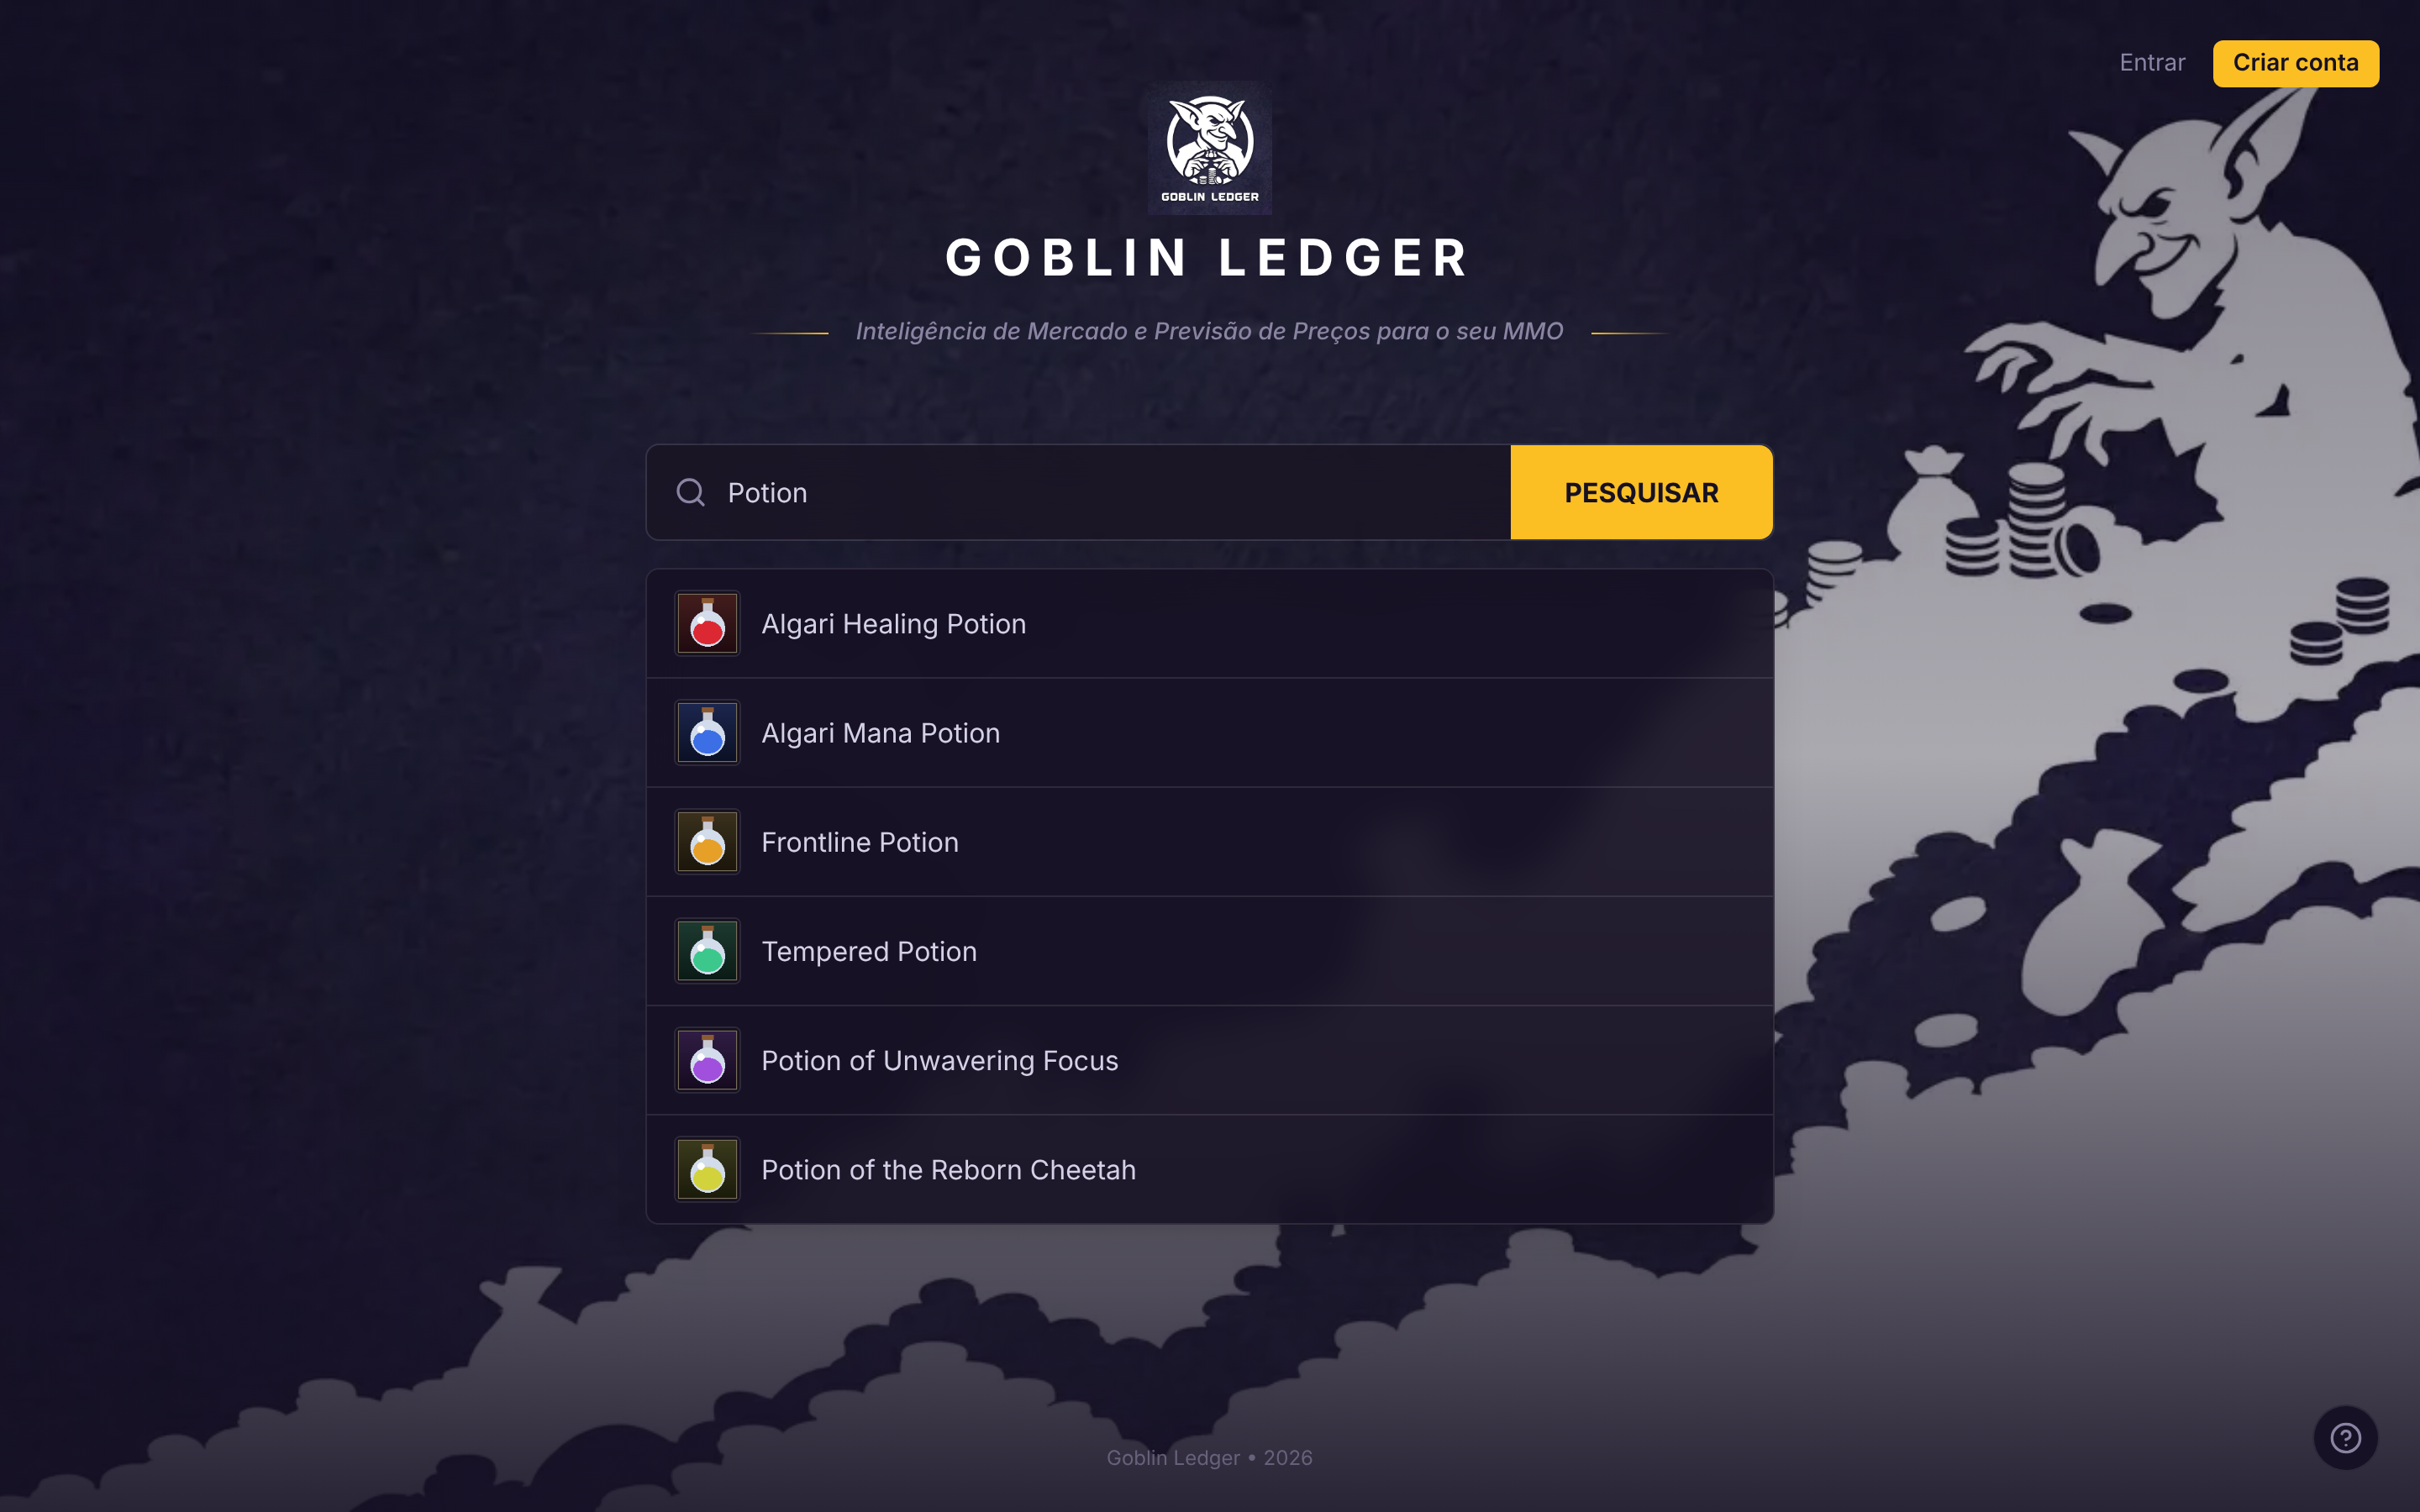 Entrar
Criar conta
GOBLIN LEDGER
GOBLIN LEDGER
Inteligência de Mercado e Previsão de Preços para o seu MMO
Potion
PESQUISAR
Algari Healing Potion
Algari Mana Potion
Frontline Potion
Tempered Potion
Potion of Unwavering Focus
Potion of the Reborn Cheetah
Goblin Ledger • 2026
?